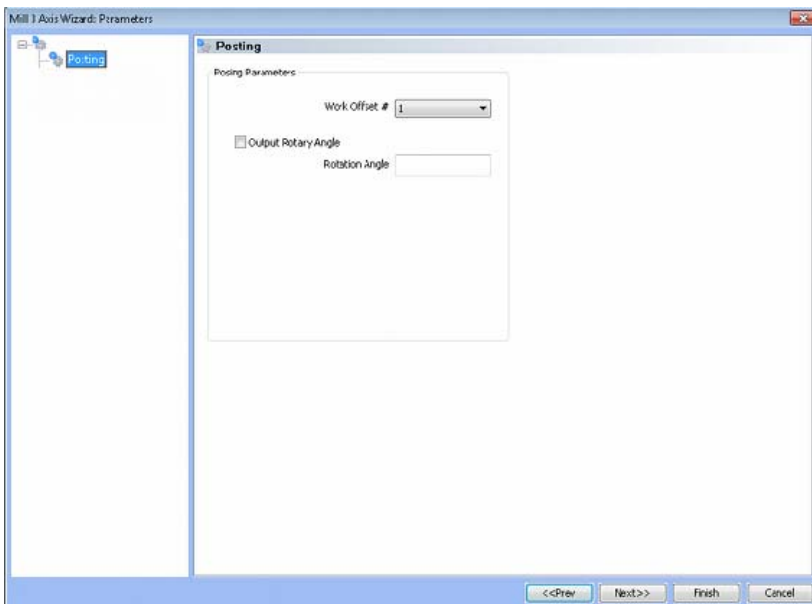 Mill 3 Axis Wizard: Parameters
Posting
Posting
Posing Parameters
Work Offset # 1
Output Rotary Angle
Rotation Angle
<<Prev Next>> Finish Cancel